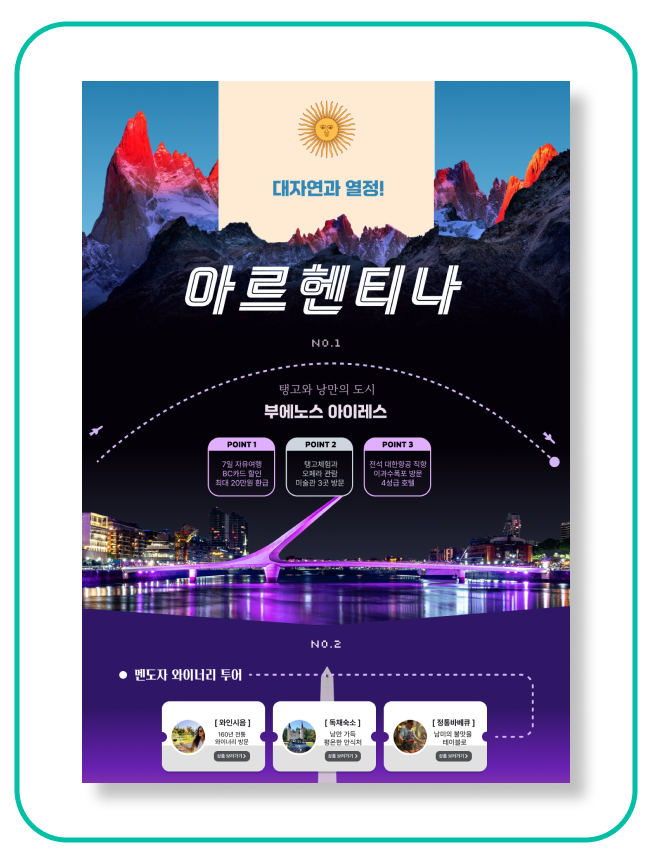 대자연과 열정!
아르헨티나
NO.1
탱고와 낭만의 도시
부에노스 아이레스
POINT 1
7일 자유여행
BC카드 할인
최대 20만원 환급
POINT 2
탱고체험과
오페라 관람
미술관 3곳 방문
POINT 3
전석 대한항공 직항
이과수폭포 방문
4성급 호텔
NO.2
멘도자 와이너리 투어
[ 와인시음 ]
160년 전통
와이너리 방문
상품 보러가기 >
[ 독채숙소 ]
낭만 가득
평온한 안식처
상품 보러가기 >
[ 정통바베큐 ]
남미의 불맛을
테이블로
상품 보러가기 >